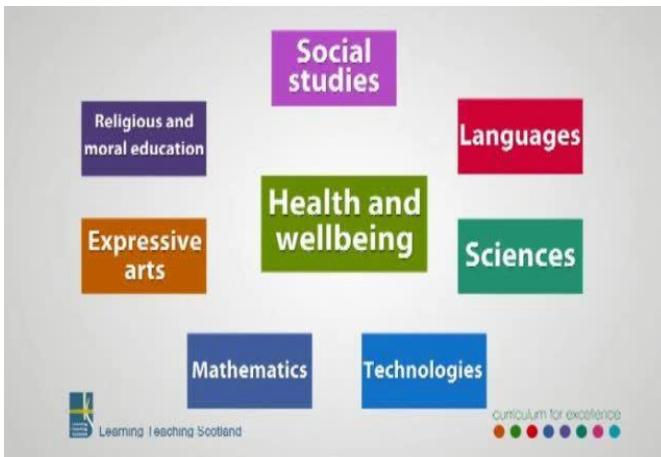 Social
studies
Religious and
moral education
Languages
Health and
wellbeing
Expressive
arts
Sciences
Mathematics
Technologies
Learning Teaching Scotland
curriculum for excellence